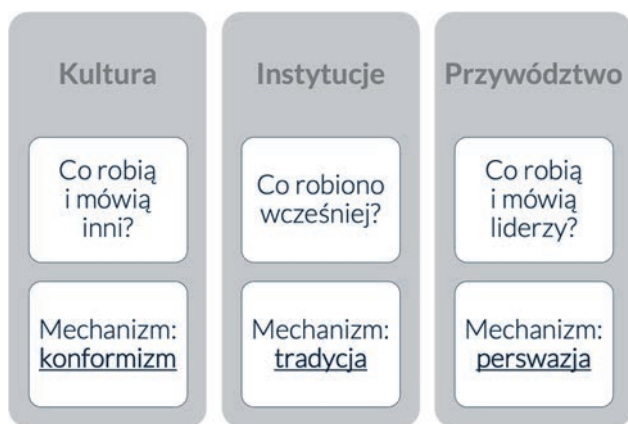 Kultura
Co robią
i mówią
inni?
Mechanizm:
konformizm
Instytucje
Co robiono
wcześniej?
Mechanizm:
tradycja
Przywództwo
Co robią
i mówią
liderzy?
Mechanizm:
perswazja